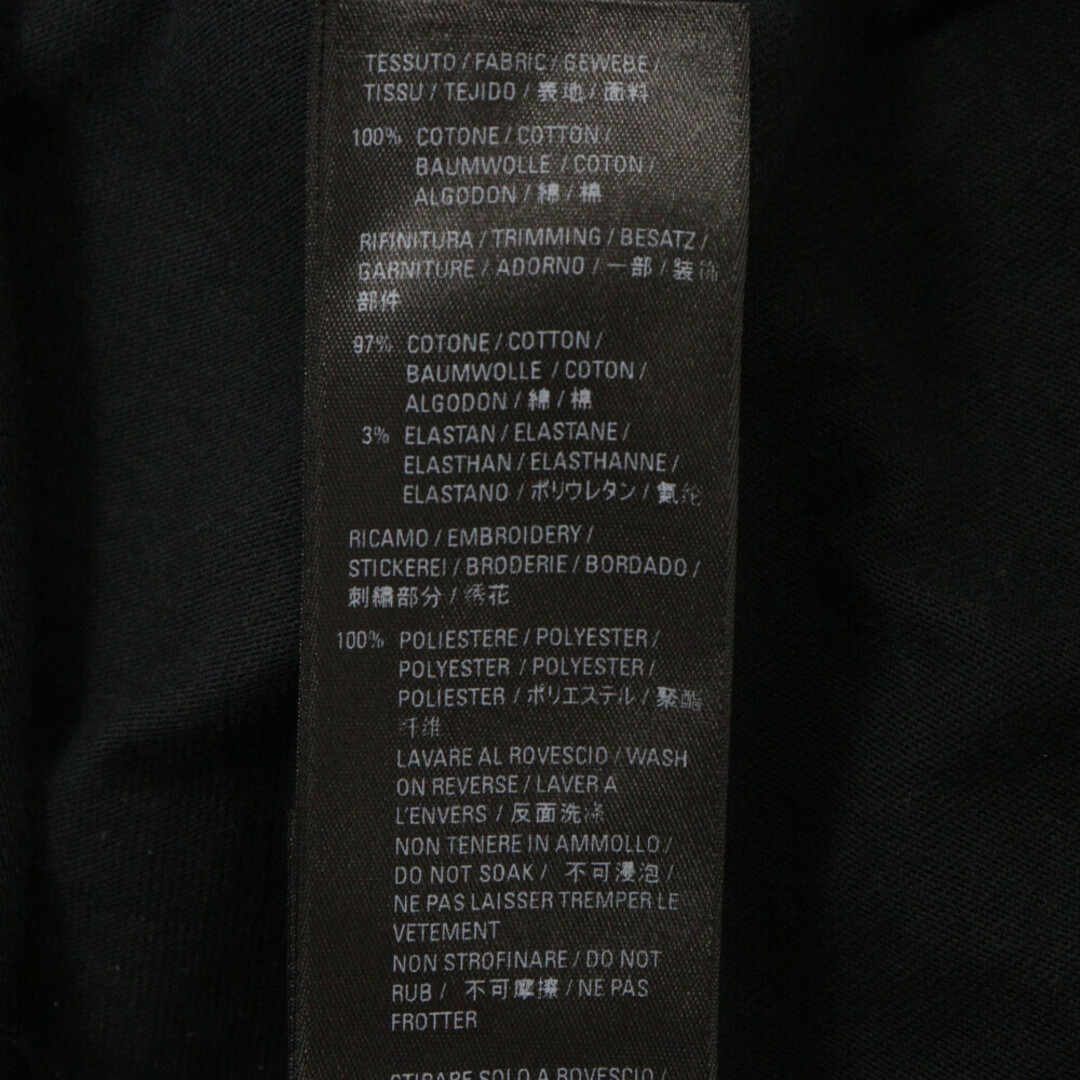 TESSUTO / FABRIC / GEWEBE /
TISSU / TEJIDO / 表地 / 面料
100% COTONE / COTTON /
BAUMWOLLE / COTON /
ALGODON / 綿 / 棉
RIFINITURA / TRIMMING / BESATZ /
GARNITURE / ADORNO / 一部 / 装饰
部件
97% COTONE / COTTON /
BAUMWOLLE / COTON /
ALGODON / 綿 / 棉
3% ELASTAN / ELASTANE /
ELASTHAN / ELASTHANNE /
ELASTANO / ポリウレタン / 氨纶
RICAMO / EMBROIDERY /
STICKEREI / BRODERIE / BORDADO /
刺繍部分 / 绣花
100% POLIESTERE / POLYESTER /
POLYESTER / POLYESTER /
POLIESTER / ポリエステル / 聚酯
纤维
LAVARE AL ROVESCIO / WASH
ON REVERSE / LAVER A
L'ENVERS / 反面洗涤
NON TENERE IN AMMOLLO /
DO NOT SOAK / 不可浸泡 /
NE PAS LAISSER TREMPER LE
VETEMENT
NON STROFINARE / DO NOT
RUB / 不可摩擦 / NE PAS
FROTTER
STIRARE SOLO A ROVESCIO /